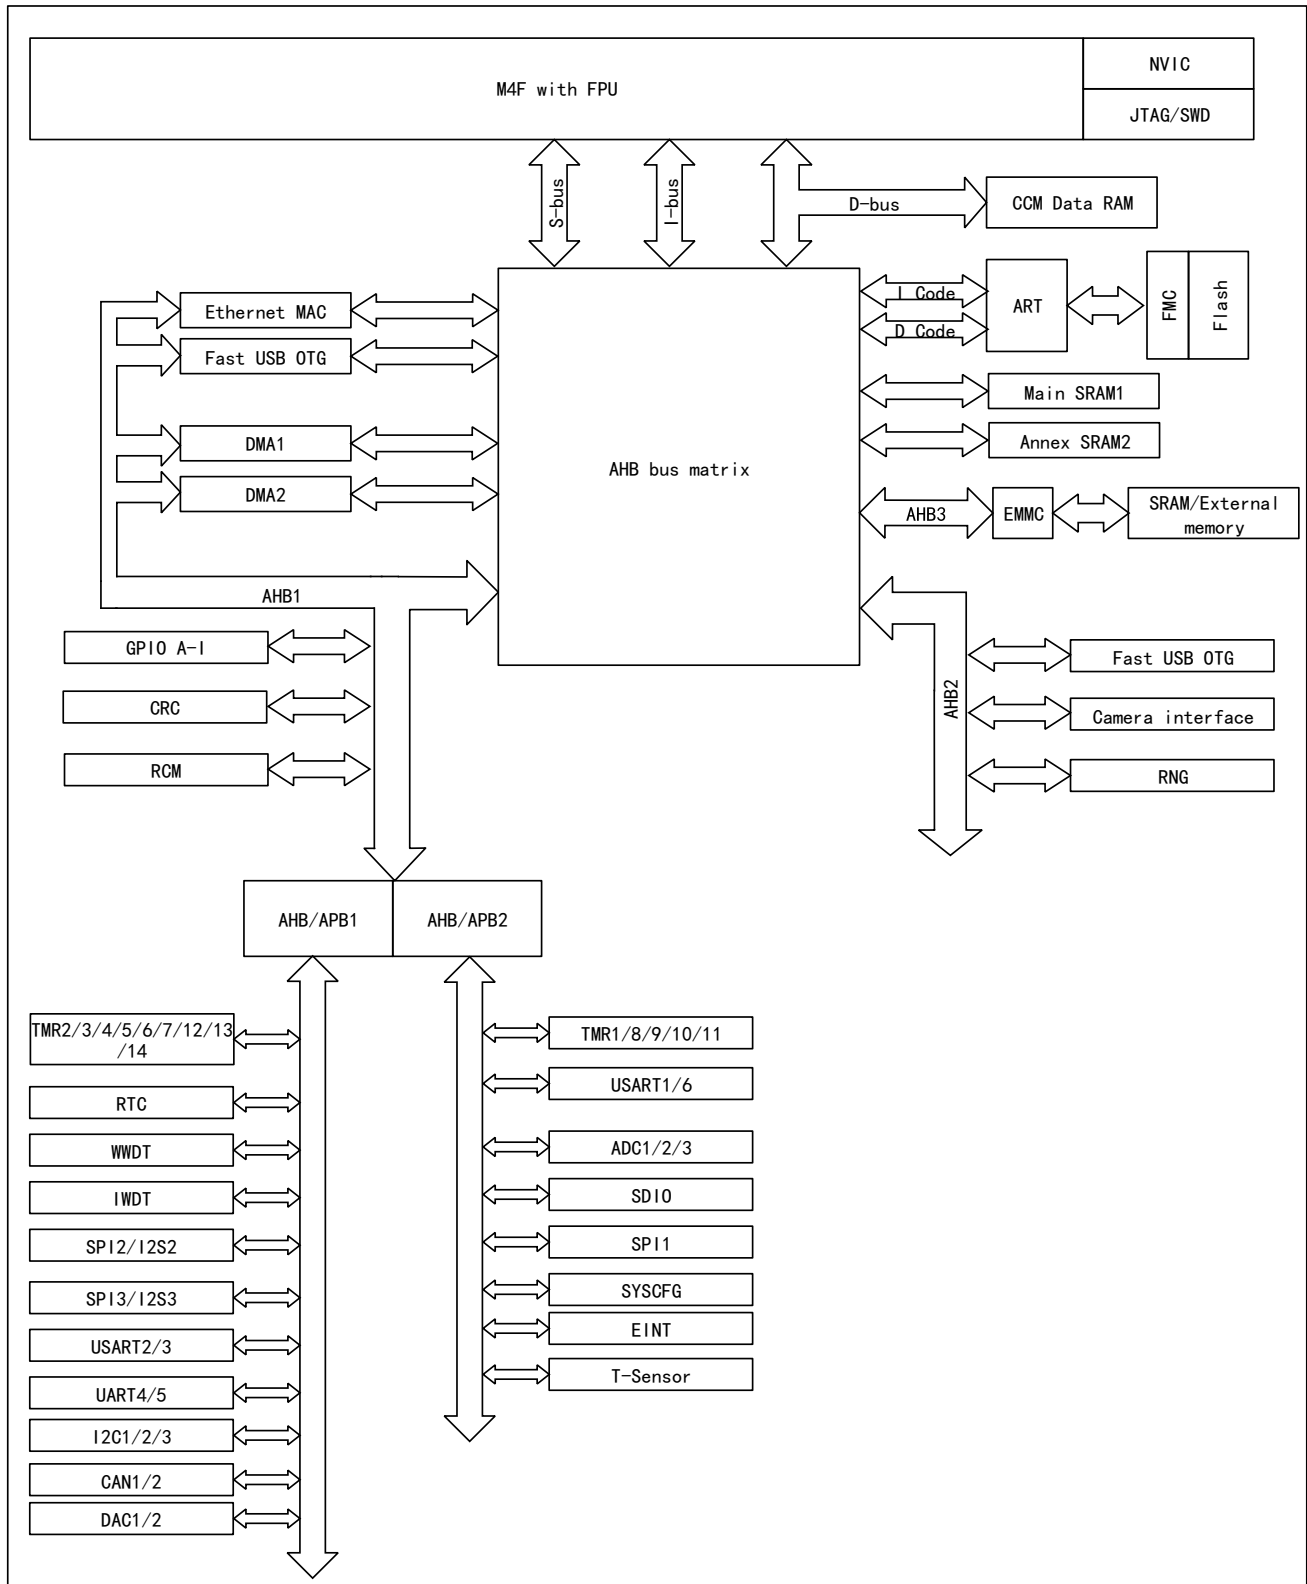 M4F with FPU
NVIC
JTAG/SWD
S-bus
I-bus
D-bus
CCM Data RAM
Ethernet MAC
Fast USB OTG
DMA1
DMA2
AHB bus matrix
I Code
D Code
ART
FMC
Flash
Main SRAM1
Annex SRAM2
AHB3
EMMC
SRAM/External
memory
AHB1
GPIO A-I
CRC
RCM
AHB2
Fast USB OTG
Camera interface
RNG
AHB/APB1
AHB/APB2
TMR2/3/4/5/6/7/12/13
/14
RTC
WWDT
IWDT
SPI2/I2S2
SPI3/I2S3
USART2/3
UART4/5
I2C1/2/3
CAN1/2
DAC1/2
TMR1/8/9/10/11
USART1/6
ADC1/2/3
SDIO
SPI1
SYSCFG
EINT
T-Sensor